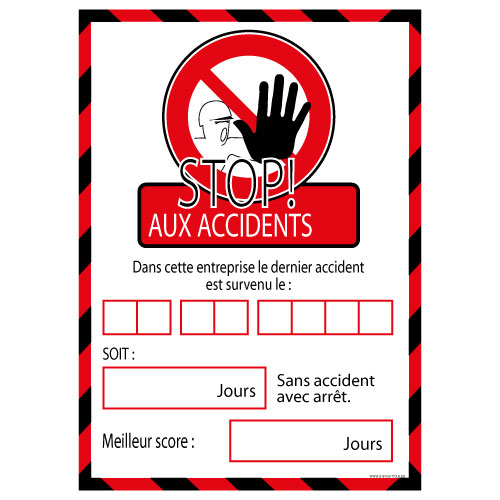 STOP!
AUX ACCIDENTS
Dans cette entreprise le dernier accident
est survenu le :
SOIT :
Jours
Sans accident
avec arrêt.
Meilleur score :
Jours